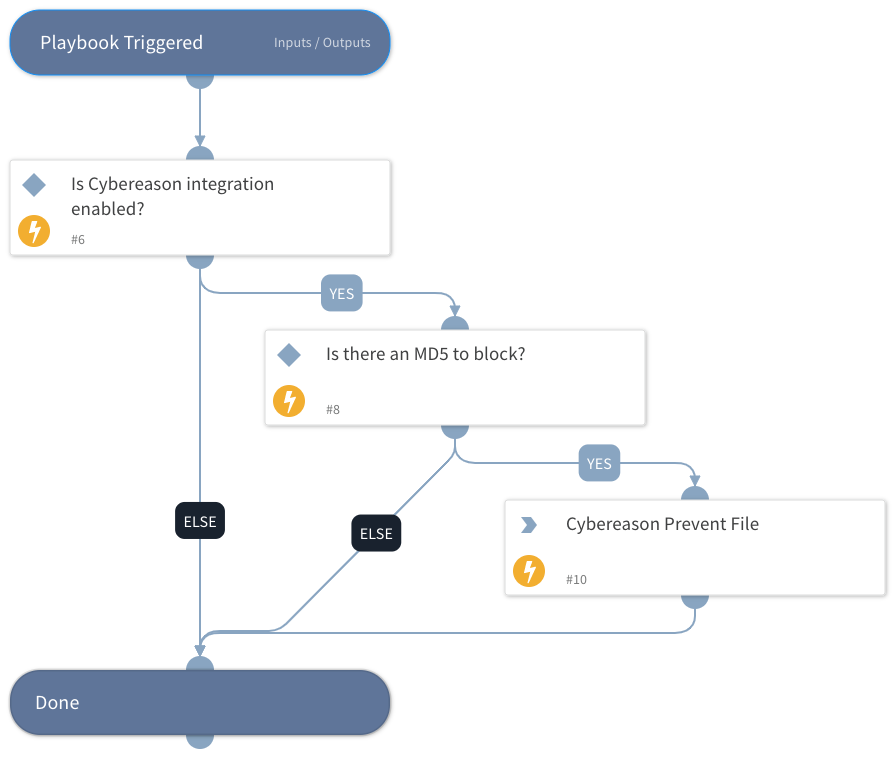 Playbook Triggered
Inputs / Outputs
Is Cybereason integration
enabled?
#6
YES
Is there an MD5 to block?
#8
YES
ELSE
ELSE
Cybereason Prevent File
#10
Done